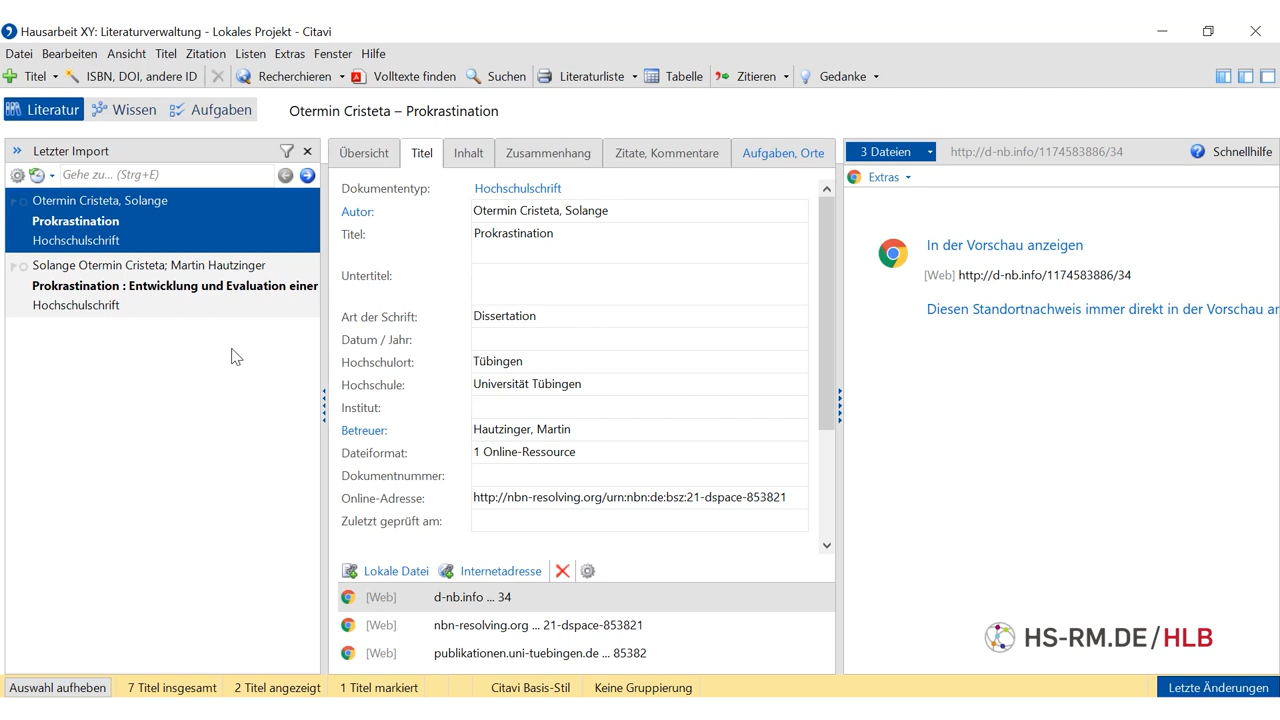 Hausarbeit XY: Literaturverwaltung - Lokales Projekt - Citavi
Datei Bearbeiten Ansicht Titel Zitation Listen Extras Fenster Hilfe
Titel ISBN, DOI, andere ID Recherchieren Volltexte finden Suchen Literaturliste Tabelle Zitieren Gedanke
Literatur Wissen Aufgaben
Otermin Cristeta – Prokrastination
Letzter Import
Gehe zu... (Strg+E)
Otermin Cristeta, Solange
Prokrastination
Hochschulschrift
Solange Otermin Cristeta; Martin Hautzinger
Prokrastination : Entwicklung und Evaluation einer
Hochschulschrift
Übersicht Titel Inhalt Zusammenhang Zitate, Kommentare Aufgaben, Orte
Dokumententyp: Hochschulschrift
Autor: Otermin Cristeta, Solange
Titel: Prokrastination
Untertitel:
Art der Schrift: Dissertation
Datum / Jahr:
Hochschulort: Tübingen
Hochschule: Universität Tübingen
Institut:
Betreuer: Hautzinger, Martin
Dateiformat: 1 Online-Ressource
Dokumentnummer:
Online-Adresse: http://nbn-resolving.org/urn:nbn:de:bsz:21-dspace-853821
Zuletzt geprüft am:
Lokale Datei Internetadresse
[Web] d-nb.info ... 34
[Web] nbn-resolving.org ... 21-dspace-853821
[Web] publikationen.uni-tuebingen.de ... 85382
3 Dateien http://d-nb.info/1174583886/34 Schnellhilfe
Extras
In der Vorschau anzeigen
[Web] http://d-nb.info/1174583886/34
Diesen Standortnachweis immer direkt in der Vorschau an
HS-RM.DE/HLB
Auswahl aufheben 7 Titel insgesamt 2 Titel angezeigt 1 Titel markiert Citavi Basis-Stil Keine Gruppierung Letzte Änderungen